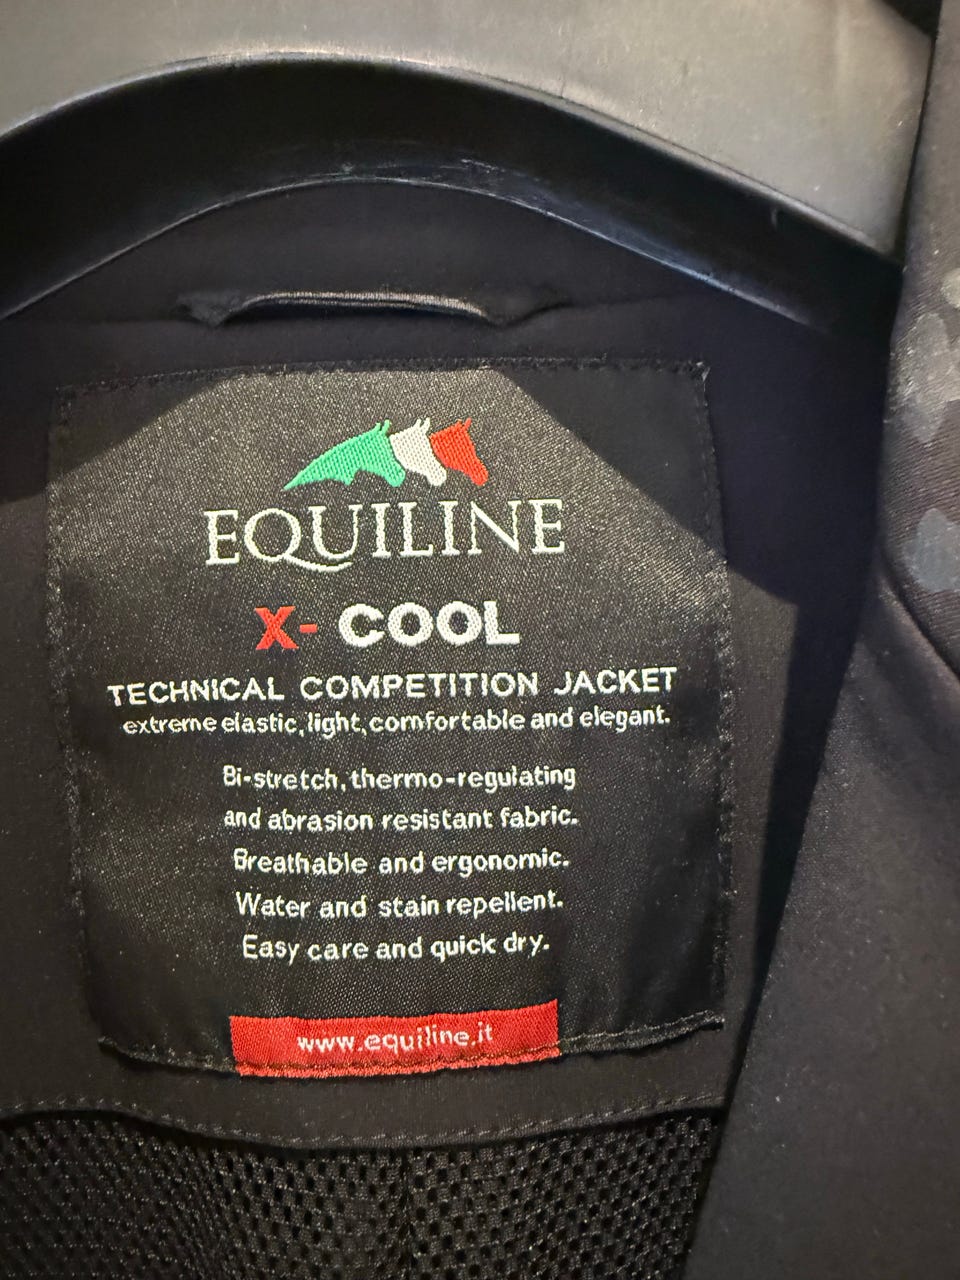 EQUILINE
X- COOL
TECHNICAL COMPETITION JACKET
extreme elastic, light, comfortable and elegant.
Bi-stretch, thermo-regulating
and abrasion resistant fabric.
Breathable and ergonomic.
Water and stain repellent.
Easy care and quick dry.
www.equiline.it